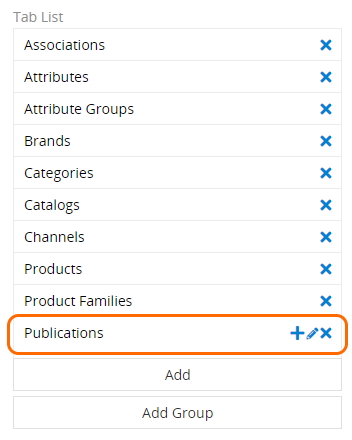 Tab List
Associations
Attributes
Attribute Groups
Brands
Categories
Catalogs
Channels
Products
Product Families
Publications
Add
Add Group